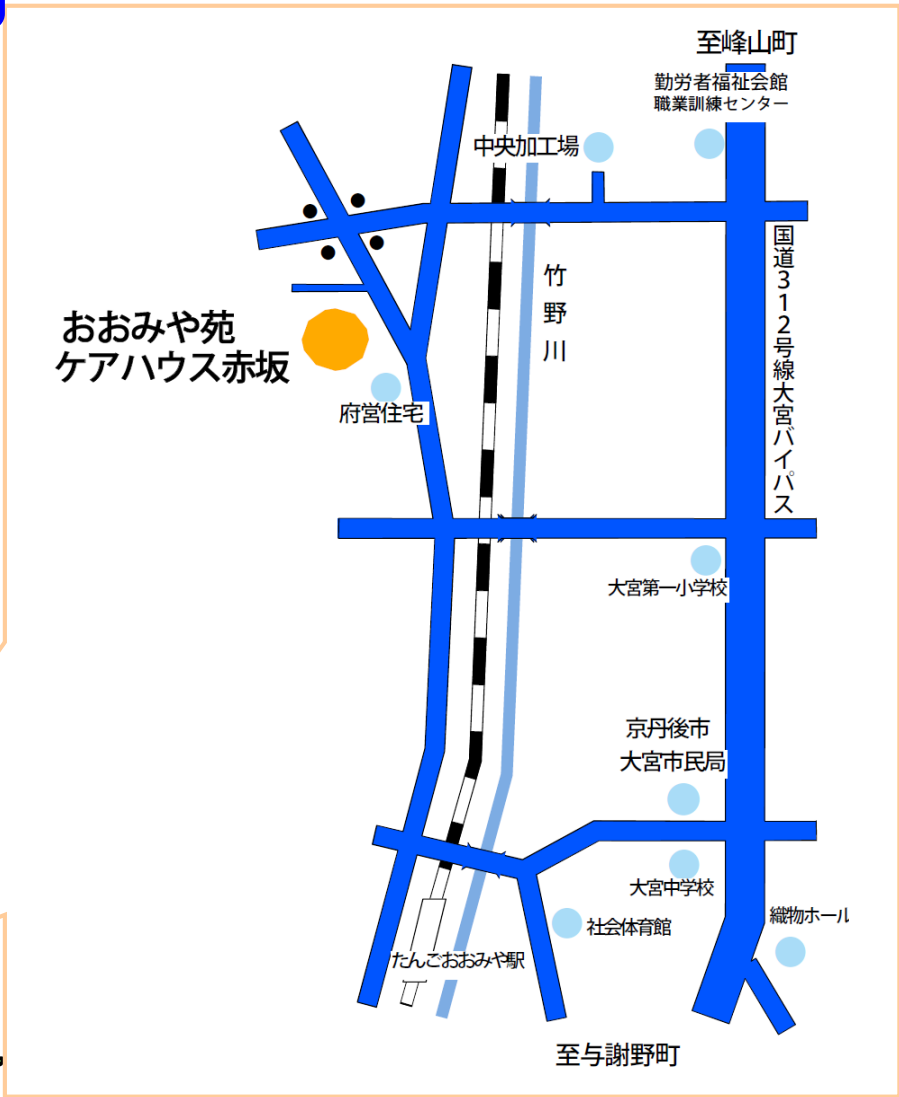 至峰山町
勤労者福祉会館
職業訓練センター
中央加工場
国道312号線大宮バイパス
竹野川
おおみや苑
ケアハウス赤坂
府営住宅
大宮第一小学校
京丹後市
大宮市民局
大宮中学校
織物ホール
社会体育館
たんごおおみや駅
至与謝野町